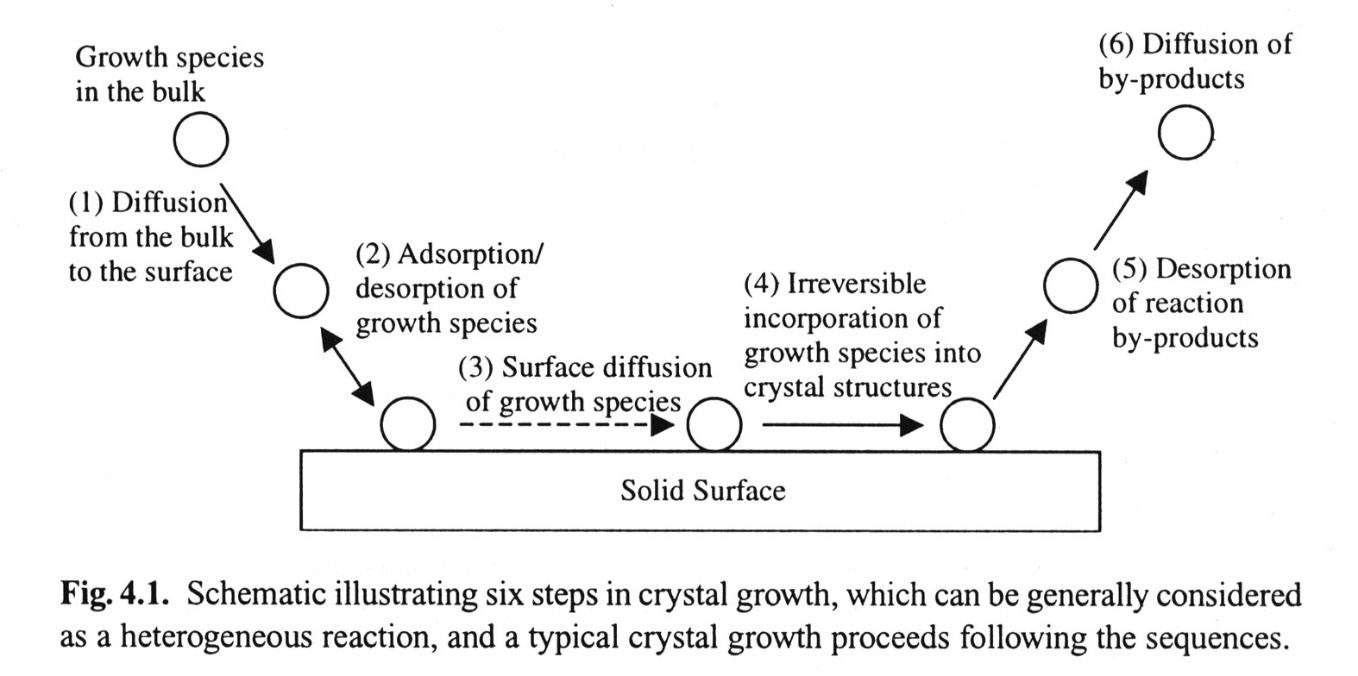 Growth species
in the bulk
(1) Diffusion
from the bulk
to the surface
(2) Adsorption/
desorption of
growth species
(3) Surface diffusion
of growth species
(4) Irreversible
incorporation of
growth species into
crystal structures
(5) Desorption
of reaction
by-products
(6) Diffusion of
by-products
Solid Surface
Fig. 4.1. Schematic illustrating six steps in crystal growth, which can be generally considered
as a heterogeneous reaction, and a typical crystal growth proceeds following the sequences.